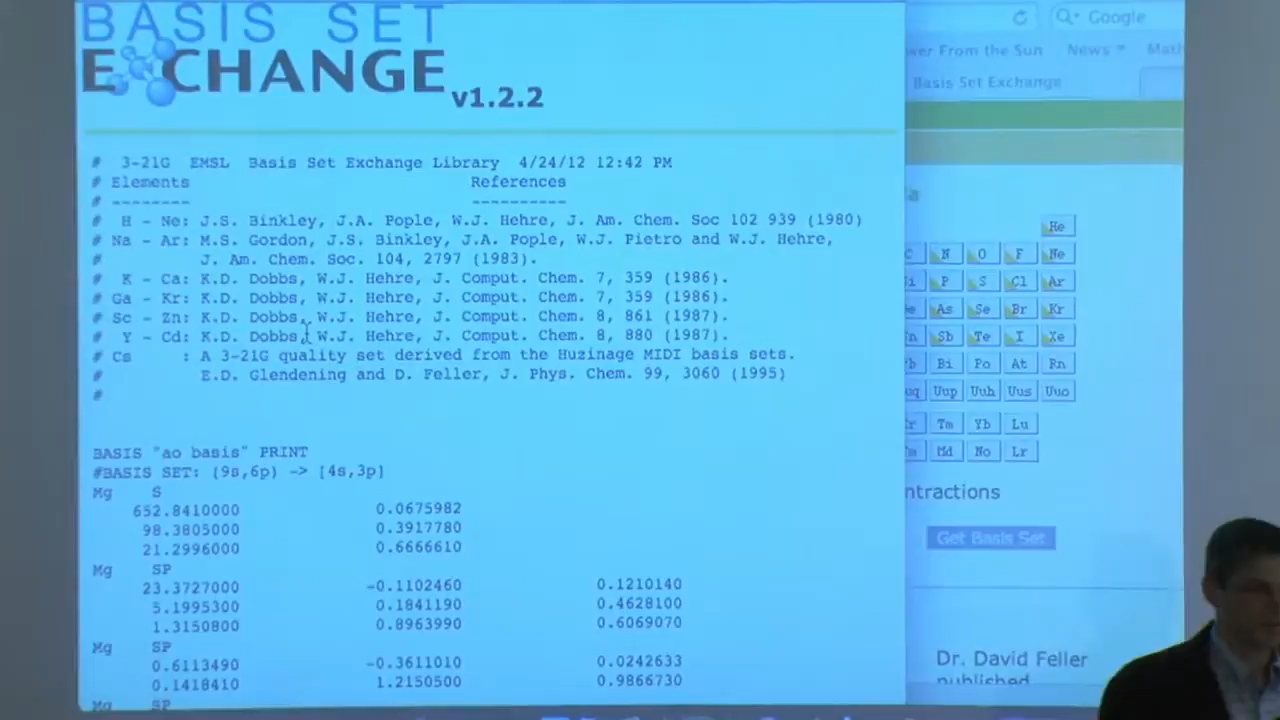 BASIS SET
EXCHANGE v1.2.2
# 3-21G EMSL Basis Set Exchange Library 4/24/12 12:42 PM
# Elements References
# -------- ----------
# H - Ne: J.S. Binkley, J.A. Pople, W.J. Hehre, J. Am. Chem. Soc 102 939 (1980)
# Na - Ar: M.S. Gordon, J.S. Binkley, J.A. Pople, W.J. Pietro and W.J. Hehre,
# J. Am. Chem. Soc. 104, 2797 (1983).
# K - Ca: K.D. Dobbs, W.J. Hehre, J. Comput. Chem. 7, 359 (1986).
# Ga - Kr: K.D. Dobbs, W.J. Hehre, J. Comput. Chem. 7, 359 (1986).
# Sc - Zn: K.D. Dobbs, W.J. Hehre, J. Comput. Chem. 8, 861 (1987).
# Y - Cd: K.D. Dobbs, W.J. Hehre, J. Comput. Chem. 8, 880 (1987).
# Cs : A 3-21G quality set derived from the Huzinage MIDI basis sets.
# E.D. Glendening and D. Feller, J. Phys. Chem. 99, 3060 (1995)
#
BASIS "ao basis" PRINT
#BASIS SET: (9s,6p) -> [4s,3p]
Mg S
652.8410000 0.0675982
98.3805000 0.3917780
21.2996000 0.6666610
Mg SP
23.3727000 -0.1102460 0.1210140
5.1995300 0.1841190 0.4628100
1.3150800 0.8963990 0.6069070
Mg SP
0.6113490 -0.3611010 0.0242633
0.1418410 1.2150500 0.9866730
Mg SP
Google
From the Sun News
Basis Set Exchange
He
N O F Ne
P S Cl Ar
As Se Br Kr
Sb Te I Xe
Bi Po At Rn
Uup Uuh Uus Uuo
Tm Yb Lu
Md No Lr
Get Basis Set
Dr. David Feller
published